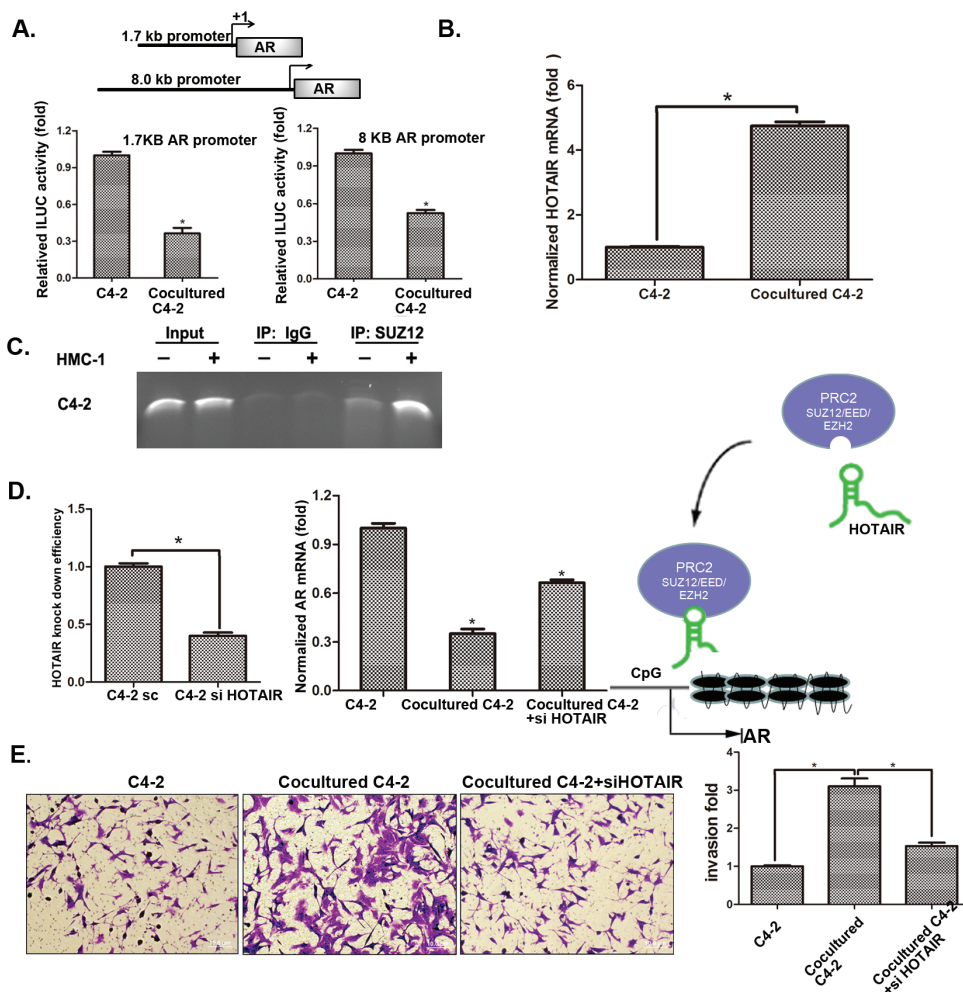 A.
+1
1.7 kb promoter
AR
8.0 kb promoter
AR
Relatived lLUC activity (fold)
1.2
0.9
0.6
0.3
0.0
1.7KB AR promoter
*
C4-2
Cocultured
C4-2
Relatived lLUC activity (fold)
1.2
0.9
0.6
0.3
0.0
8 KB AR promoter
*
C4-2
Cocultured
C4-2
B.
Normalized HOTAIR mRNA (fold )
6
4
2
0
*
C4-2
Cocultured C4-2
C.
Input
IP: IgG
IP: SUZ12
HMC-1
– + – + – +
C4-2
PRC2
SUZ12/EED/
EZH2
HOTAIR
PRC2
SUZ12/EED/
EZH2
CpG
AR
D.
HOTAIR knock down efficiency
1.5
1.0
0.5
0.0
*
C4-2 sc
C4-2 si HOTAIR
Normalized AR mRNA (fold)
1.2
0.9
0.6
0.3
0.0
*
*
C4-2
Cocultured C4-2
Cocultured C4-2
+si HOTAIR
E.
C4-2
Cocultured C4-2
Cocultured C4-2+siHOTAIR
invasion fold
4
3
2
1
0
*
*
C4-2
Cocultured
C4-2
Cocultured C4-2
+si HOTAIR